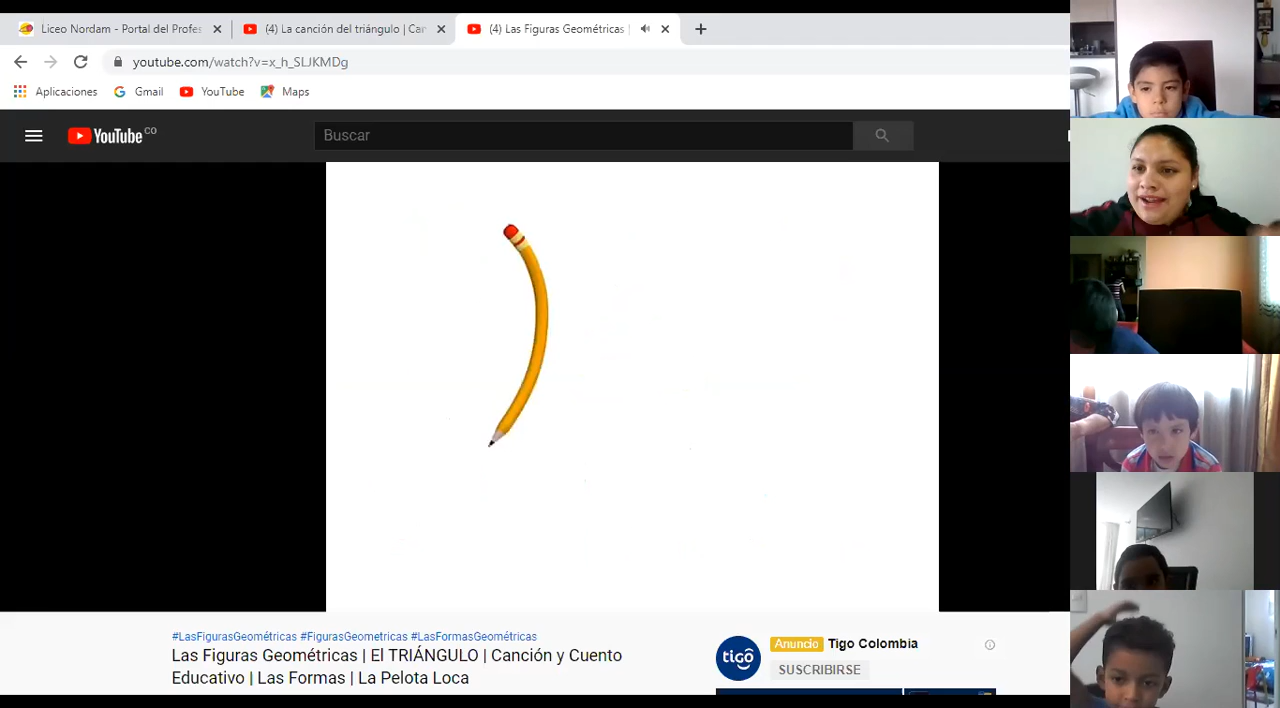 Liceo Nordam - Portal del Profes
(4) La canción del triángulo | Can
(4) Las Figuras Geométricas |
youtube.com/watch?v=x_h_SLJKMDg
Aplicaciones
Gmail
YouTube
Maps
YouTube CO
Buscar
#LasFigurasGeométricas #FigurasGeometricas #LasFormasGeométricas
Las Figuras Geométricas | El TRIÁNGULO | Canción y Cuento
Educativo | Las Formas | La Pelota Loca
tigo
Anuncio Tigo Colombia
SUSCRIBIRSE